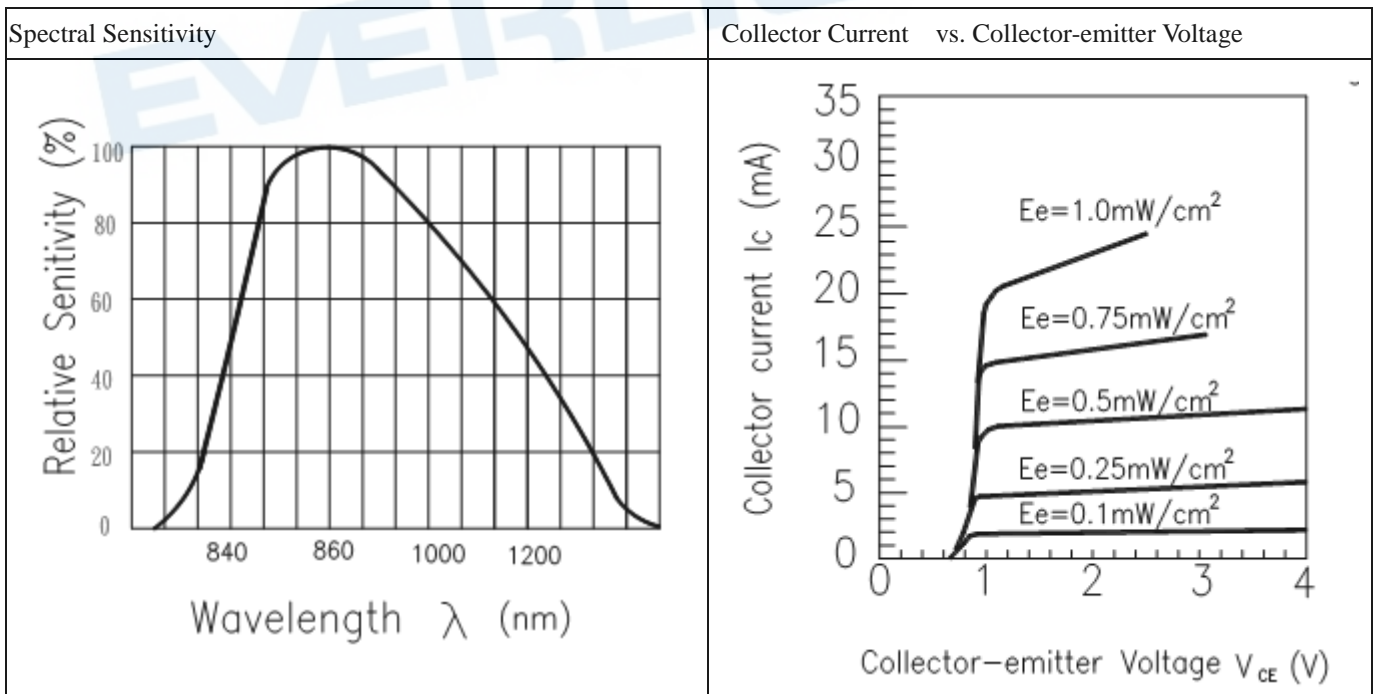 EVERL
Spectral Sensitivity
Relative Senitivity (%)
100
80
60
40
20
0
840 860 1000 1200
Wavelength λ (nm)
Collector Current vs. Collector-emitter Voltage
Collector current Ic (mA)
35
30
25
20
15
10
5
0
Ee=1.0mW/cm²
Ee=0.75mW/cm²
Ee=0.5mW/cm²
Ee=0.25mW/cm²
Ee=0.1mW/cm²
0 1 2 3 4
Collector-emitter Voltage VCE (V)